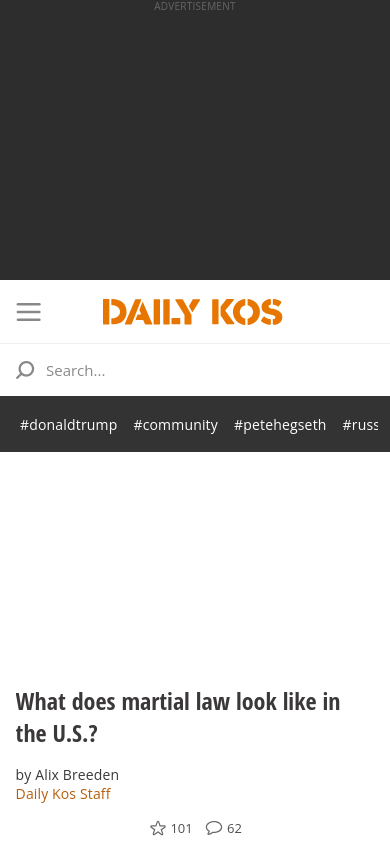 ADVERTISEMENT
DAILY KOS
Search...
#donaldtrump #community #petehegseth #russ
What does martial law look like in
the U.S.?
by Alix Breeden
Daily Kos Staff
101 62